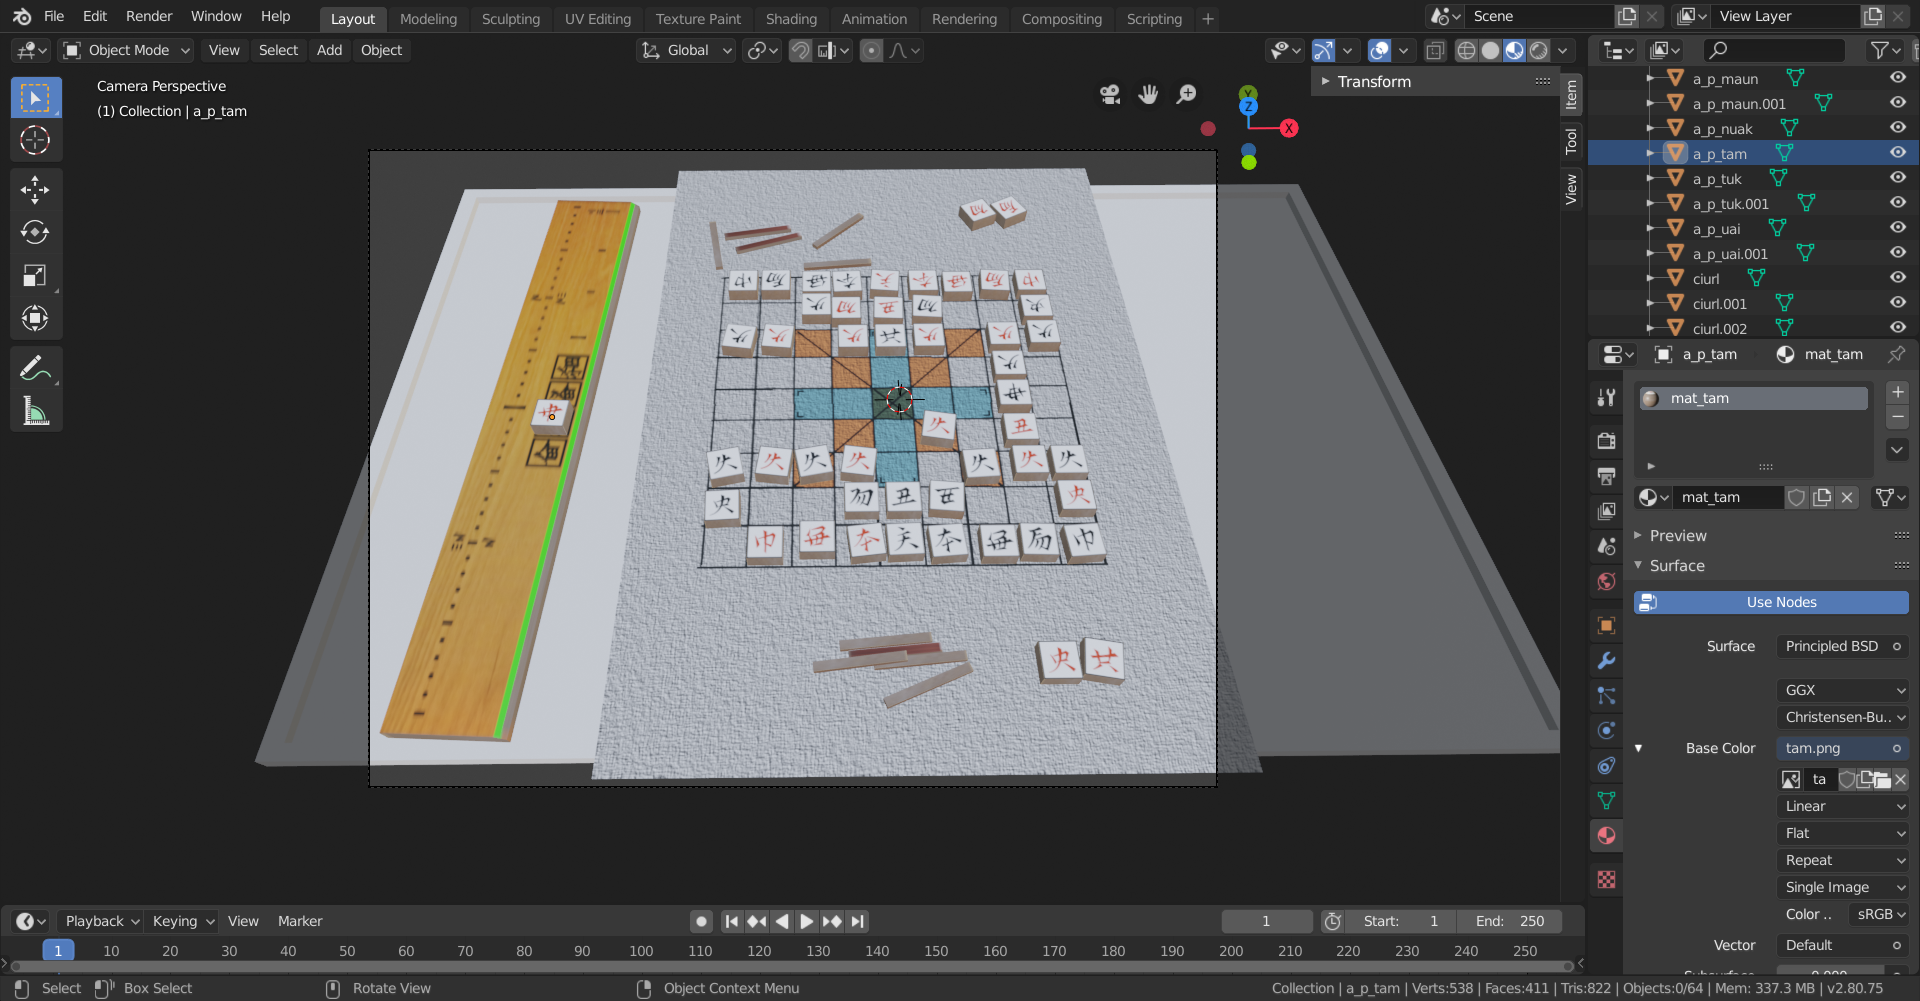 File Edit Render Window Help Layout Modeling Sculpting UV Editing Texture Paint Shading Animation Rendering Compositing Scripting + Scene View Layer
Object Mode View Select Add Object Global
Camera Perspective
(1) Collection | a_p_tam
Transform
Item
Tool
View
X
Y
Z
a_p_maun
a_p_maun.001
a_p_nuak
a_p_tam
a_p_tuk
a_p_tuk.001
a_p_uai
a_p_uai.001
ciurl
ciurl.001
ciurl.002
a_p_tam mat_tam
mat_tam
mat_tam
Preview
Surface
Use Nodes
Surface Principled BSD
GGX
Christensen-Bu..
Base Color tam.png
ta
Linear
Flat
Repeat
Single Image
Color .. sRGB
Vector Default
Playback Keying View Marker 1 Start: 1 End: 250
1 10 20 30 40 50 60 70 80 90 100 110 120 130 140 150 160 170 180 190 200 210 220 230 240 250
Select Box Select Rotate View Object Context Menu Collection | a_p_tam | Verts:538 | Faces:411 | Tris:822 | Objects:0/64 | Mem: 337.3 MB | v2.80.75